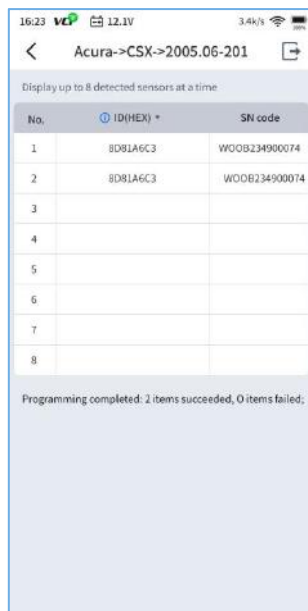 16:23 VCI 12.1V 3.4k/s 100%
Acura->CSX->2005.06-201
Display up to 8 detected sensors at a time
No. ID(HEX) SN code
1 8D81A6C3 WOOB234900074
2 8D81A6C3 WOOB234900074
3
4
5
6
7
8
Programming completed: 2 items succeeded, 0 items failed;